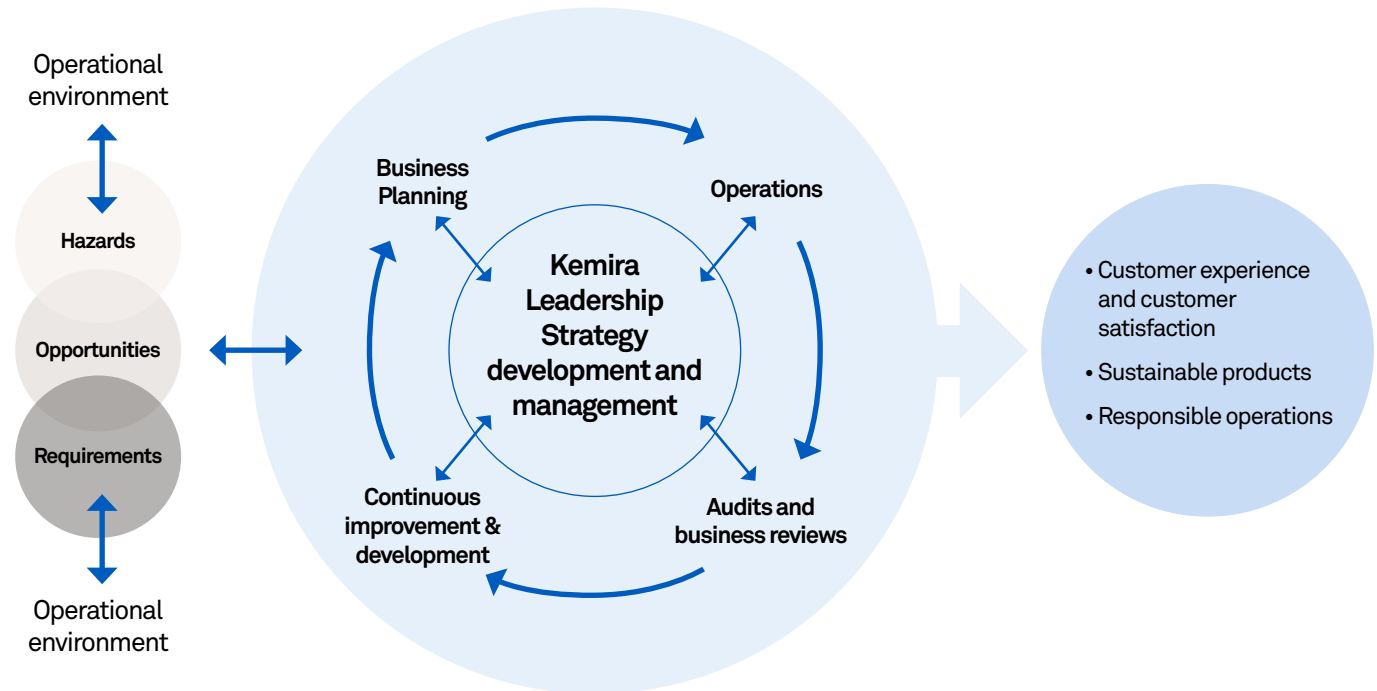 Operational
environment
Hazards
Opportunities
Requirements
Operational
environment
Business
Planning
Operations
Kemira
Leadership
Strategy
development and
management
Continuous
improvement &
development
Audits and
business reviews
• Customer experience
and customer
satisfaction
• Sustainable products
• Responsible operations